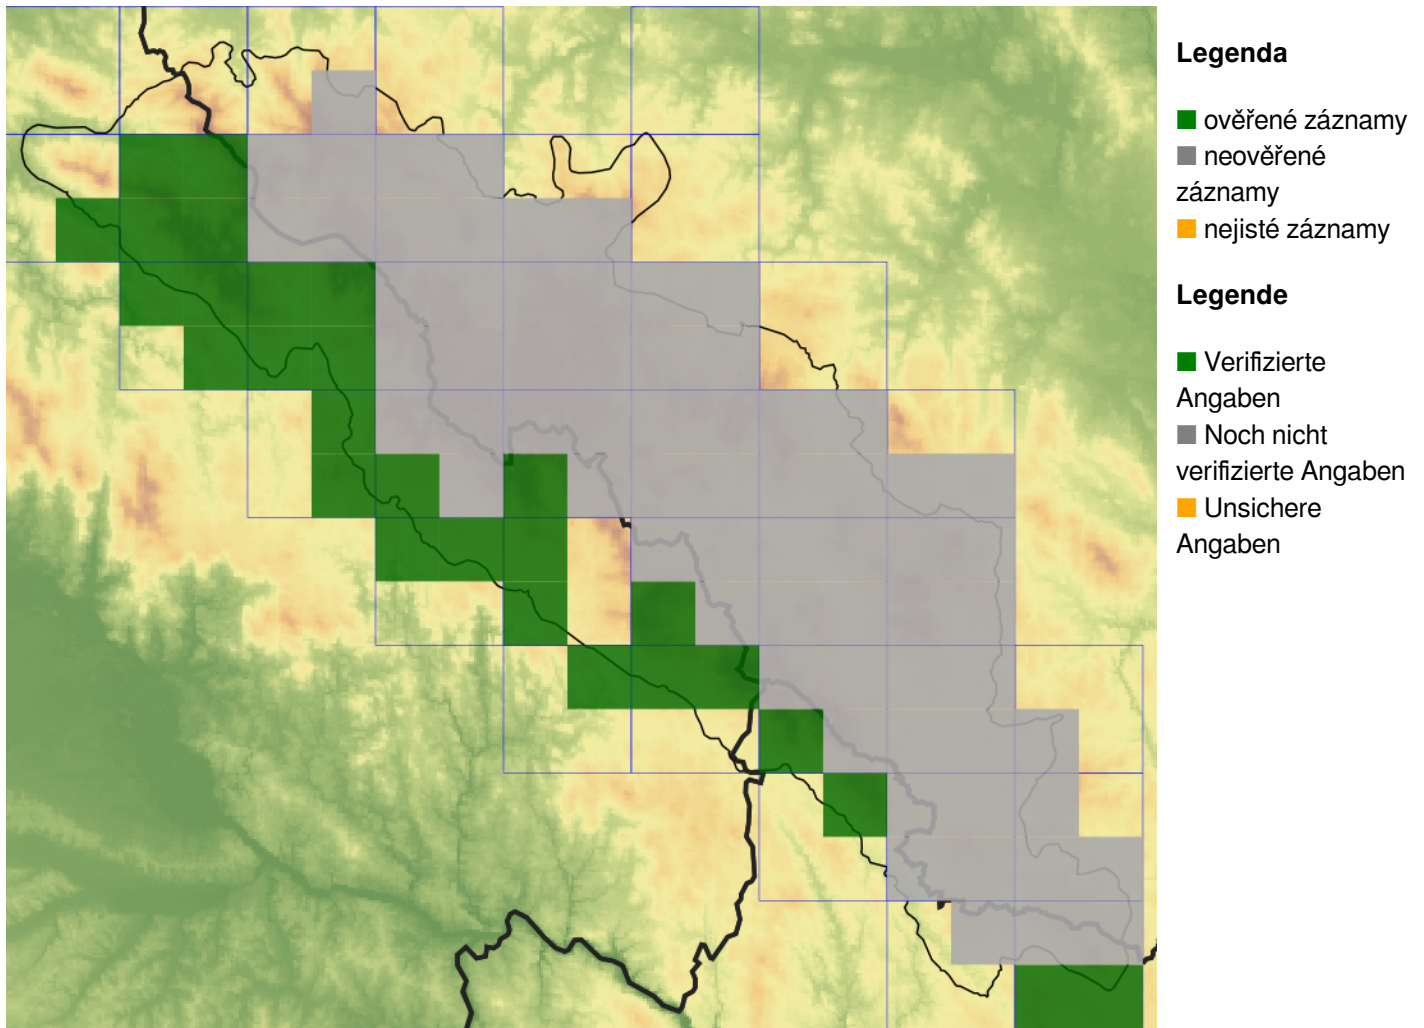 Legenda
ověřené záznamy
neověřené
záznamy
nejisté záznamy
Legende
Verifizierte
Angaben
Noch nicht
verifizierte Angaben
Unsichere
Angaben